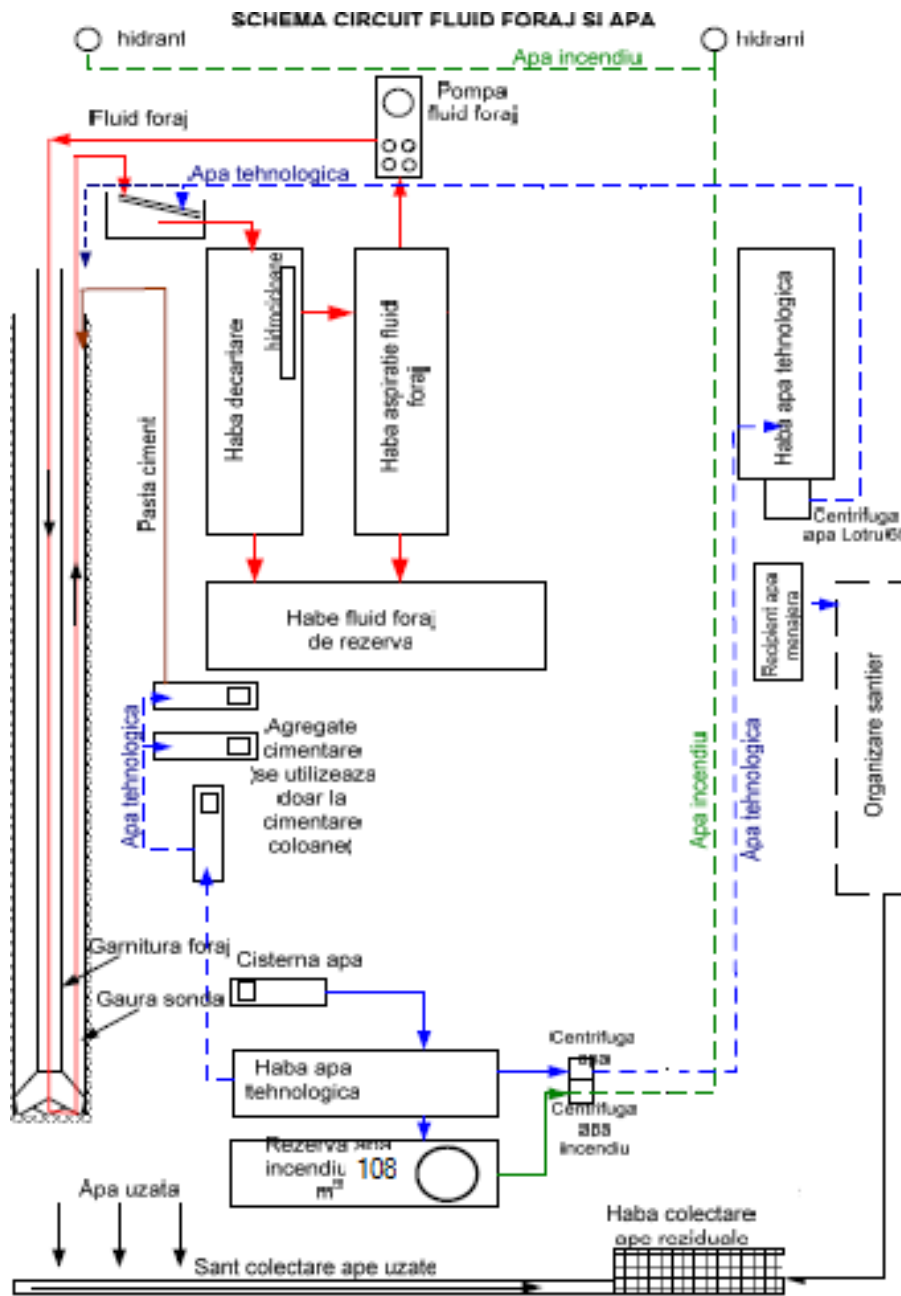 SCHEMA CIRCUIT FLUID FORAJ SI APA
hidrant
hidrant
Apa incendiu
Pompa
fluid foraj
Fluid foraj
Apa tehnologica
Haba decantare
hidrocicloane
Haba aspiratie fluid
foraj
Haba apa tehnologica
Centrifuga
apa Lotru
Pasta ciment
Habe fluid foraj
de rezerva
Recipient apa
menajera
Organizare santier
Apa tehnologica
Agregate
cimentare
se utilizeaza
doar la
cimentare
coloane
Apa incendiu
Apa tehnologica
Garnitura foraj
Gaura sonda
Cisterna apa
Haba apa
tehnologica
Centrifuga
apa
Centrifuga
apa
incendiu
Rezerva apa
incendiu 108
m³
Apa uzata
Haba colectare
ape reziduale
Sant colectare ape uzate